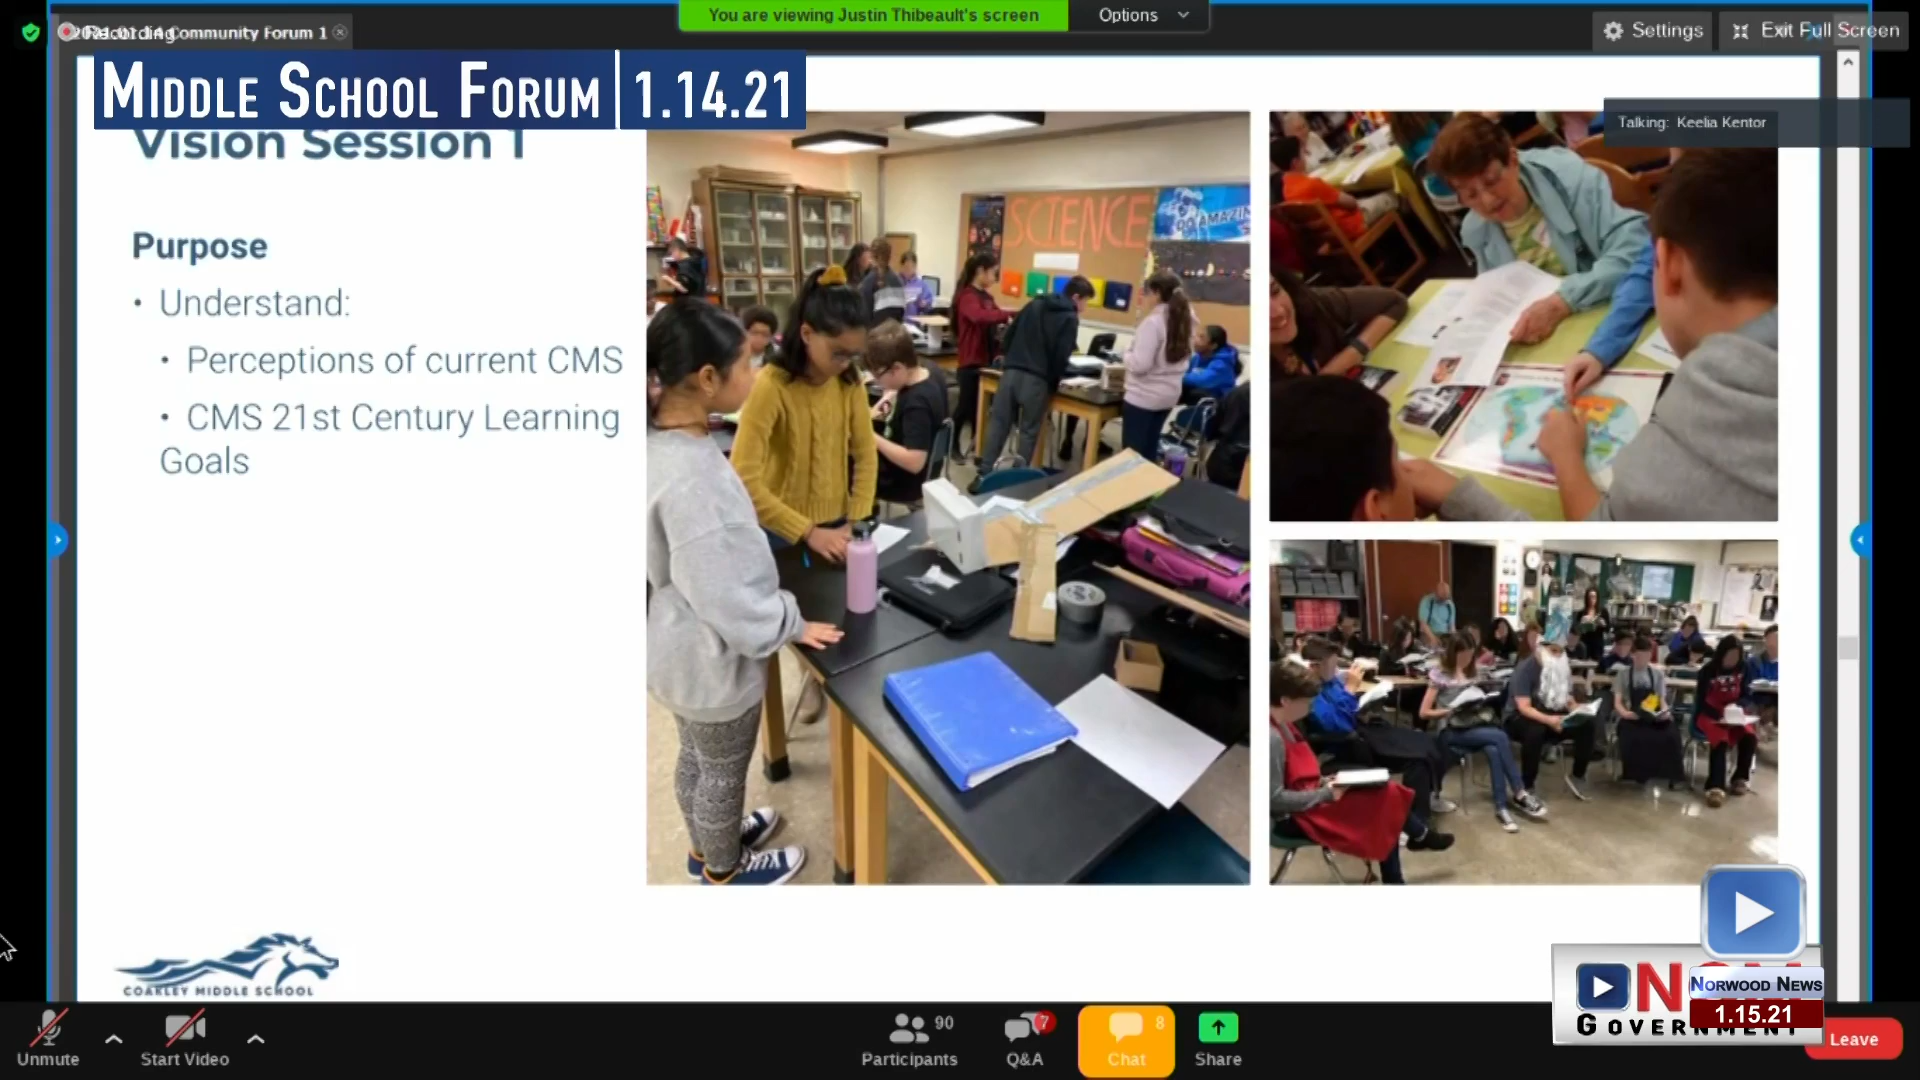 You are viewing Justin Thibeault's screen
Options
Recording
Community Forum 1
Settings
Exit Full Screen
MIDDLE SCHOOL FORUM 1.14.21
Talking: Keelia Kentor
Vision Session 1
Purpose
• Understand:
• Perceptions of current CMS
• CMS 21st Century Learning
Goals
SCIENCE
COAKLEY MIDDLE SCHOOL
NORWOOD NEWS
1.15.21
GOVERNMENT
Unmute
Start Video
90
Participants
7
Q&A
8
Chat
Share
Leave